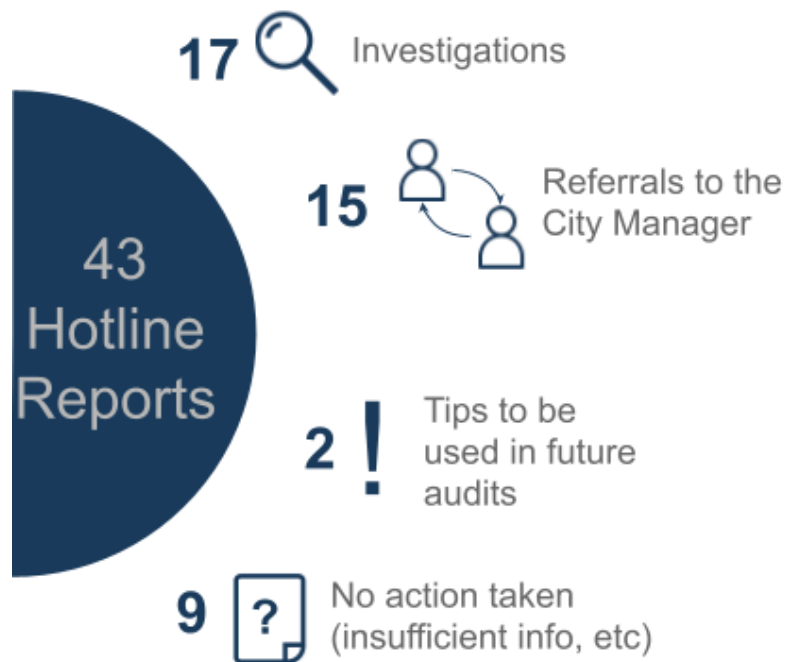 17
Investigations
15
Referrals to the
City Manager
43
Hotline
Reports
2
!
Tips to be
used in future
audits
9
?
No action taken
(insufficient info, etc)